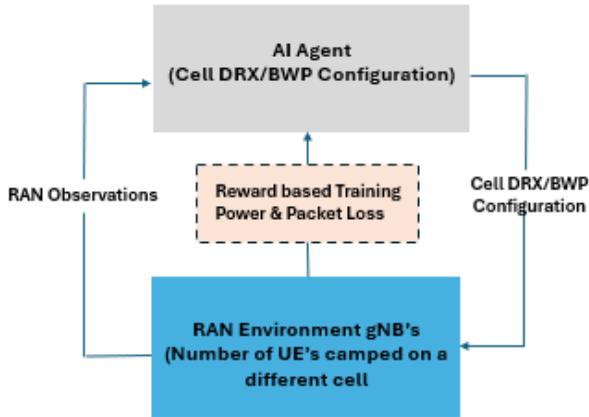 AI Agent
(Cell DRX/BWP Configuration)
RAN Observations
Reward based Training
Power & Packet Loss
Cell DRX/BWP
Configuration
RAN Environment gNB's
(Number of UE's camped on a
different cell